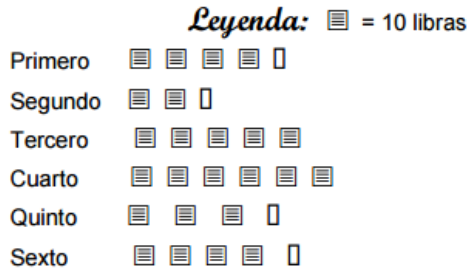 Leyenda: = 10 libras
Primero
Segundo
Tercero
Cuarto
Quinto
Sexto